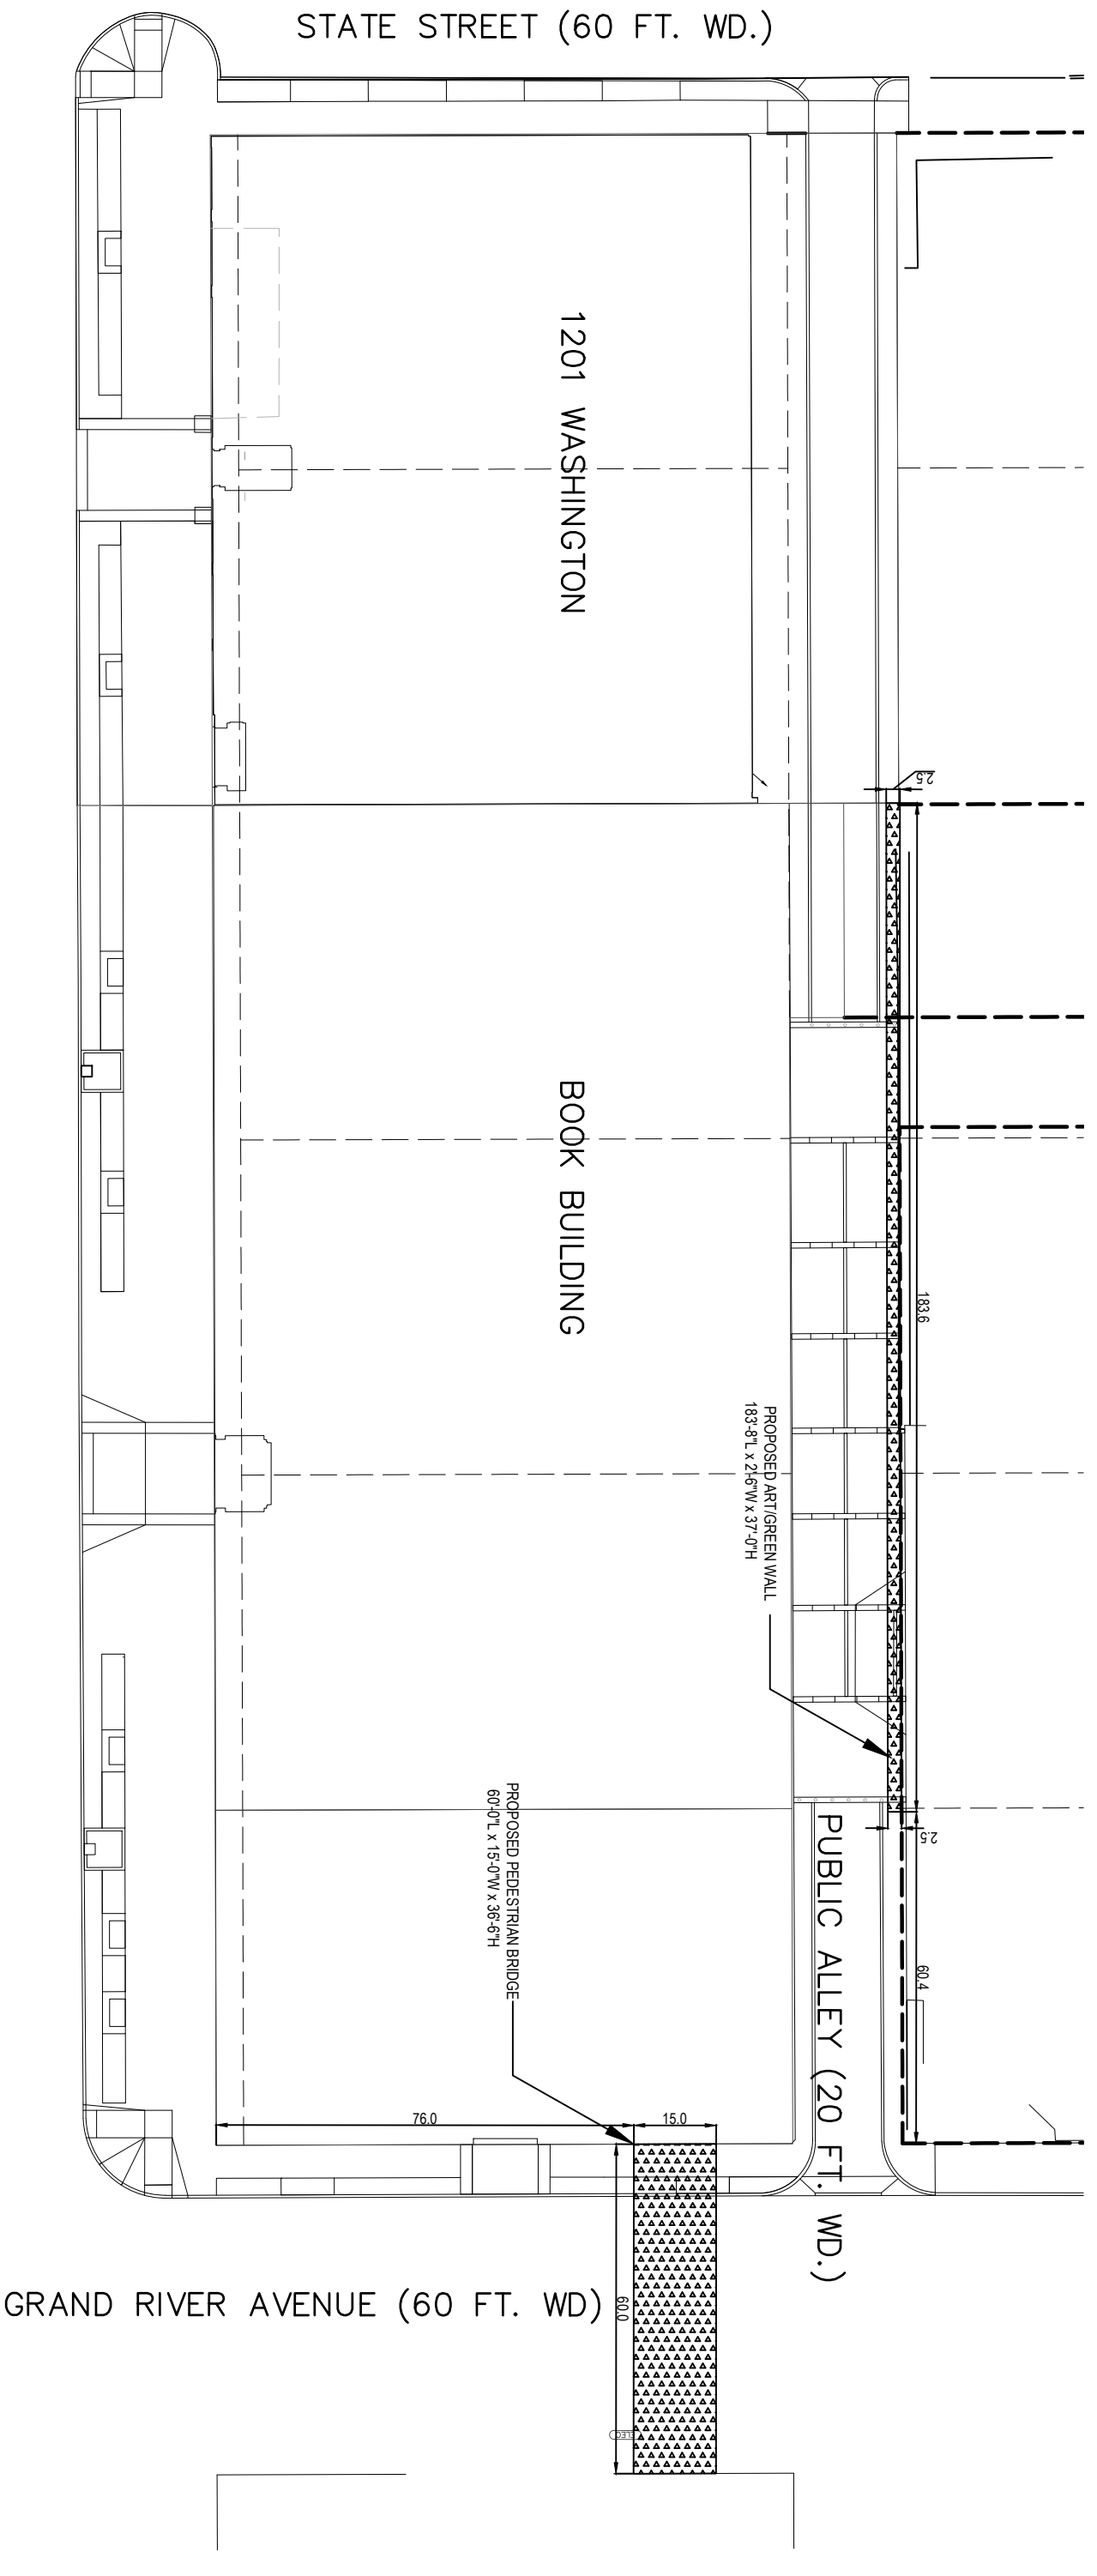 STATE STREET (60 FT. WD.)
1201 WASHINGTON
2.5
BOOK BUILDING
183.6
PROPOSED ART/GREEN WALL
183'-8"L x 2'-6"W x 37'-0"H
2.5
PUBLIC ALLEY (20 FT. WD.)
PROPOSED PEDESTRIAN BRIDGE
60'-0"L x 15'-0"W x 36'-6"H
60.4
76.0
15.0
GRAND RIVER AVENUE (60 FT. WD)
60.0